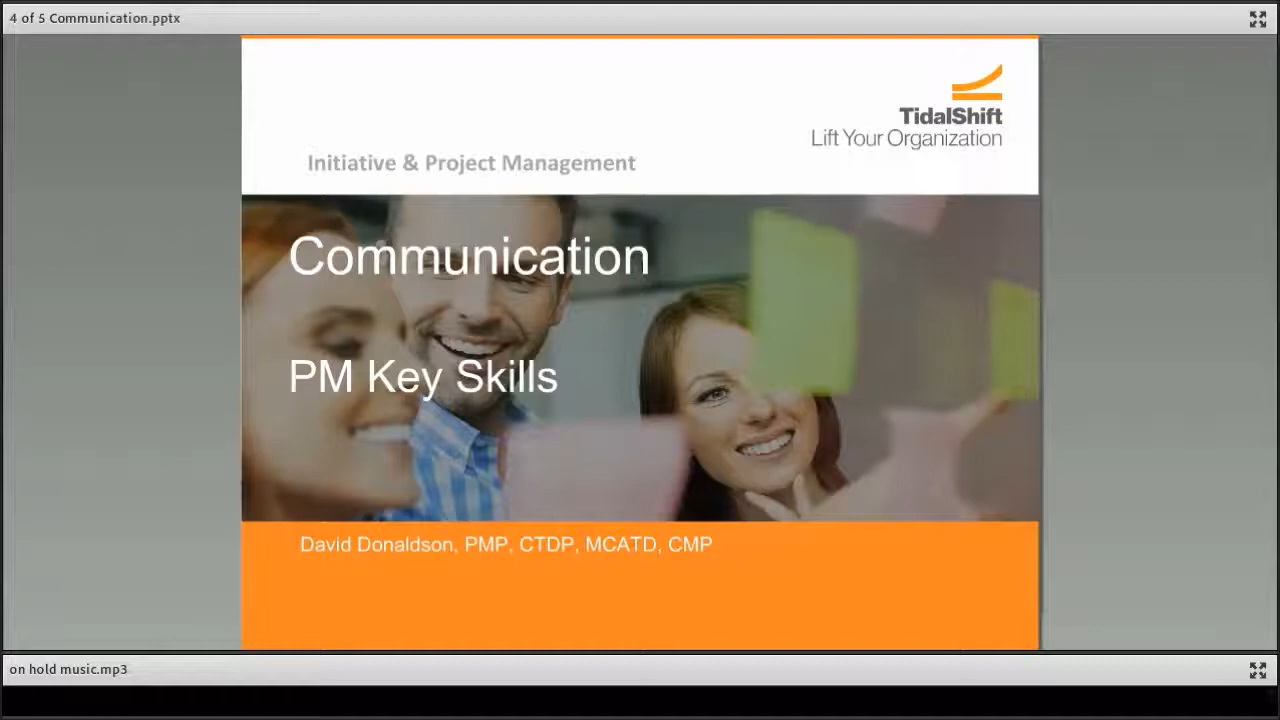 4 of 5 Communication.pptx
TidalShift
Lift Your Organization
Initiative & Project Management
Communication
PM Key Skills
David Donaldson, PMP, CTDP, MCATD, CMP
on hold music.mp3